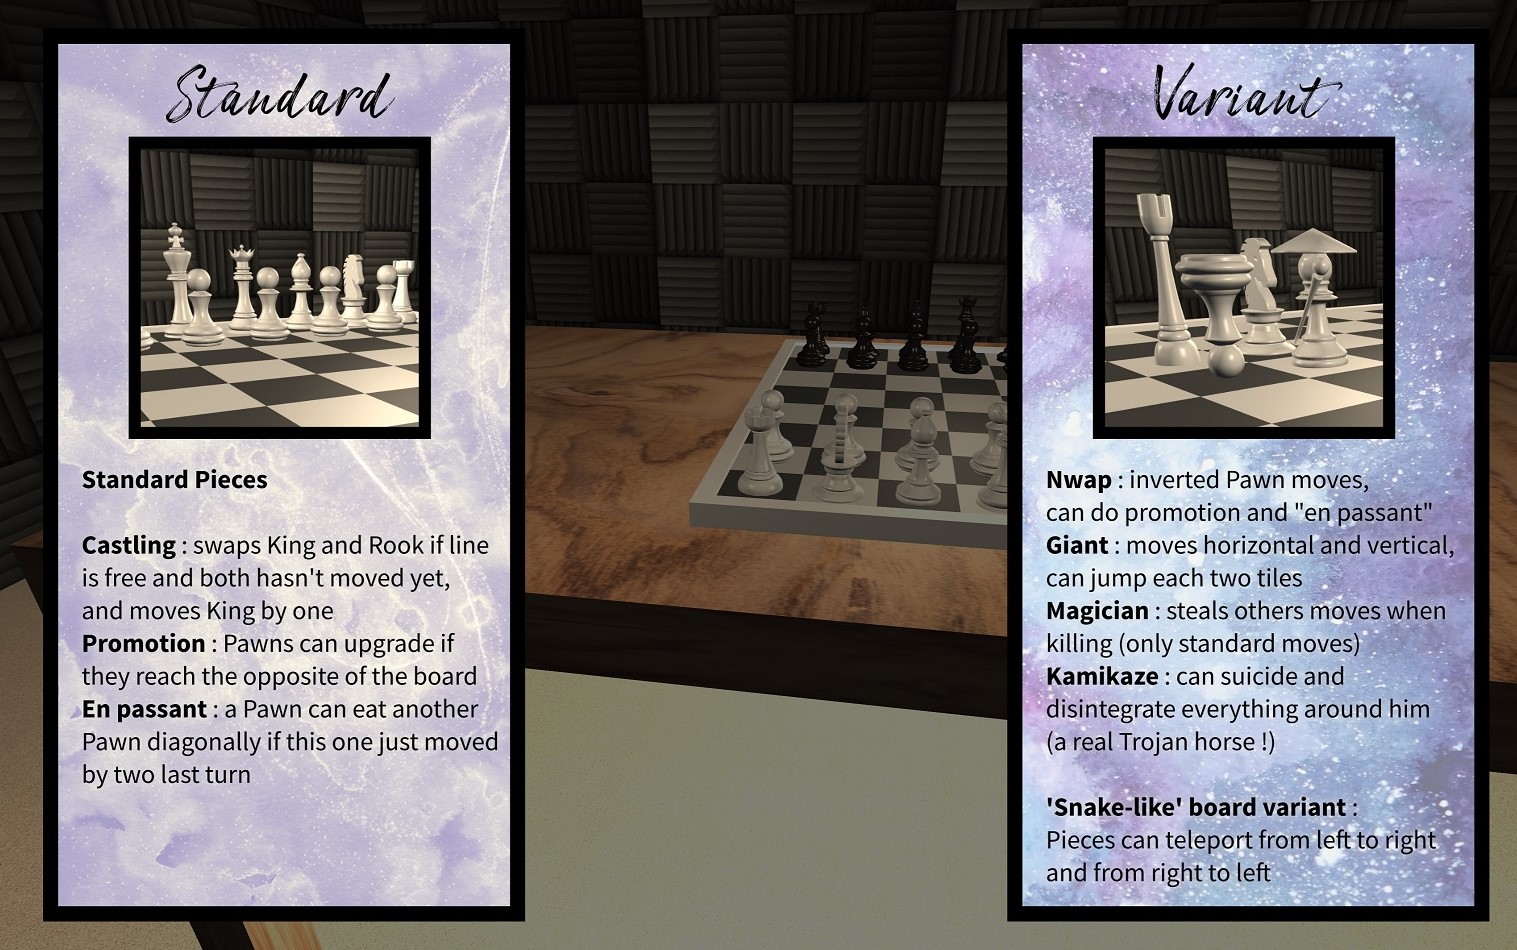 Standard
Standard Pieces
Castling : swaps King and Rook if line
is free and both hasn't moved yet,
and moves King by one
Promotion : Pawns can upgrade if
they reach the opposite of the board
En passant : a Pawn can eat another
Pawn diagonally if this one just moved
by two last turn
Variant
Nwap : inverted Pawn moves,
can do promotion and "en passant"
Giant : moves horizontal and vertical,
can jump each two tiles
Magician : steals others moves when
killing (only standard moves)
Kamikaze : can suicide and
disintegrate everything around him
(a real Trojan horse !)
'Snake-like' board variant :
Pieces can teleport from left to right
and from right to left